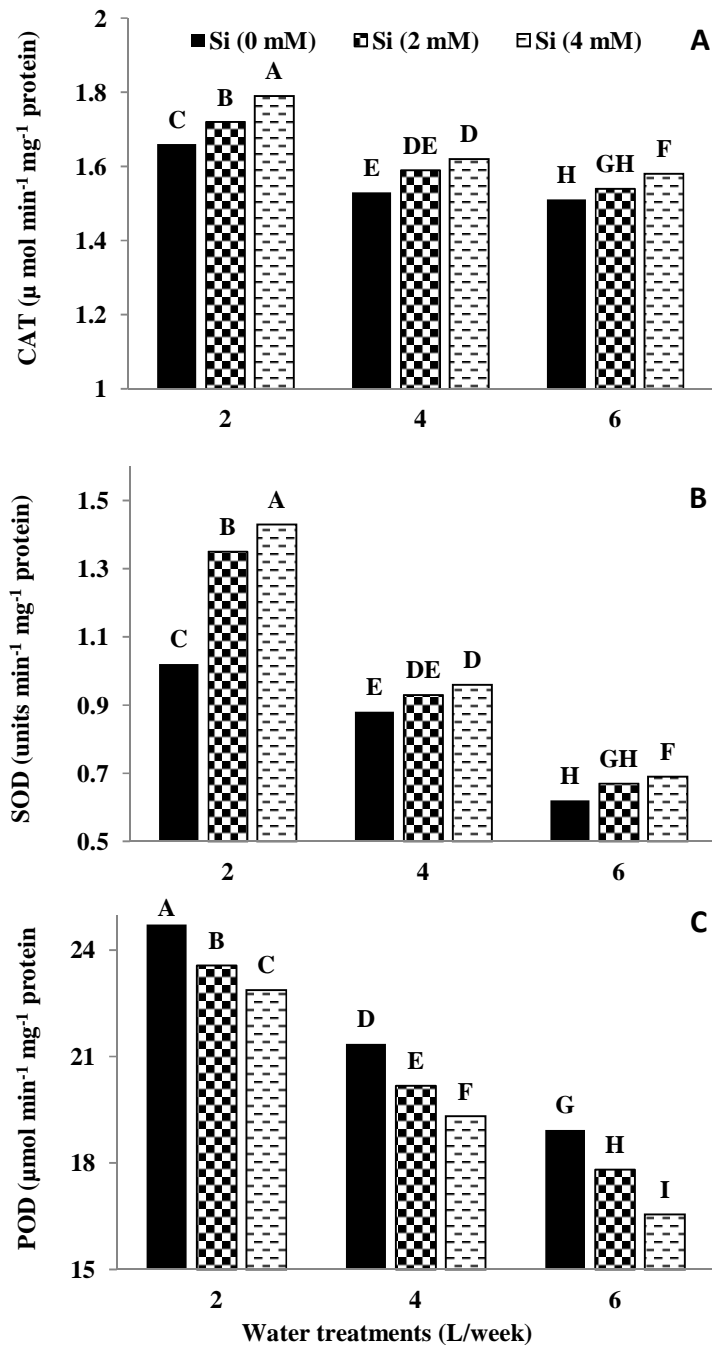 2
Si (0 mM) Si (2 mM) Si (4 mM) A
A
1.8
B
C
D
DE
F
E
GH
H
1.6
1.4
1.2
1
CAT (µ mol min-1 mg-1 protein)
2 4 6
B
1.5
A
B
1.3
C
1.1
D
DE
E
0.9
F
GH
H
0.7
0.5
SOD (units min-1 mg-1 protein)
2 4 6
C
A
24
B
C
D
21
E
F
G
18
H
I
15
POD (µmol min-1 mg-1 protein
2 4 6
Water treatments (L/week)